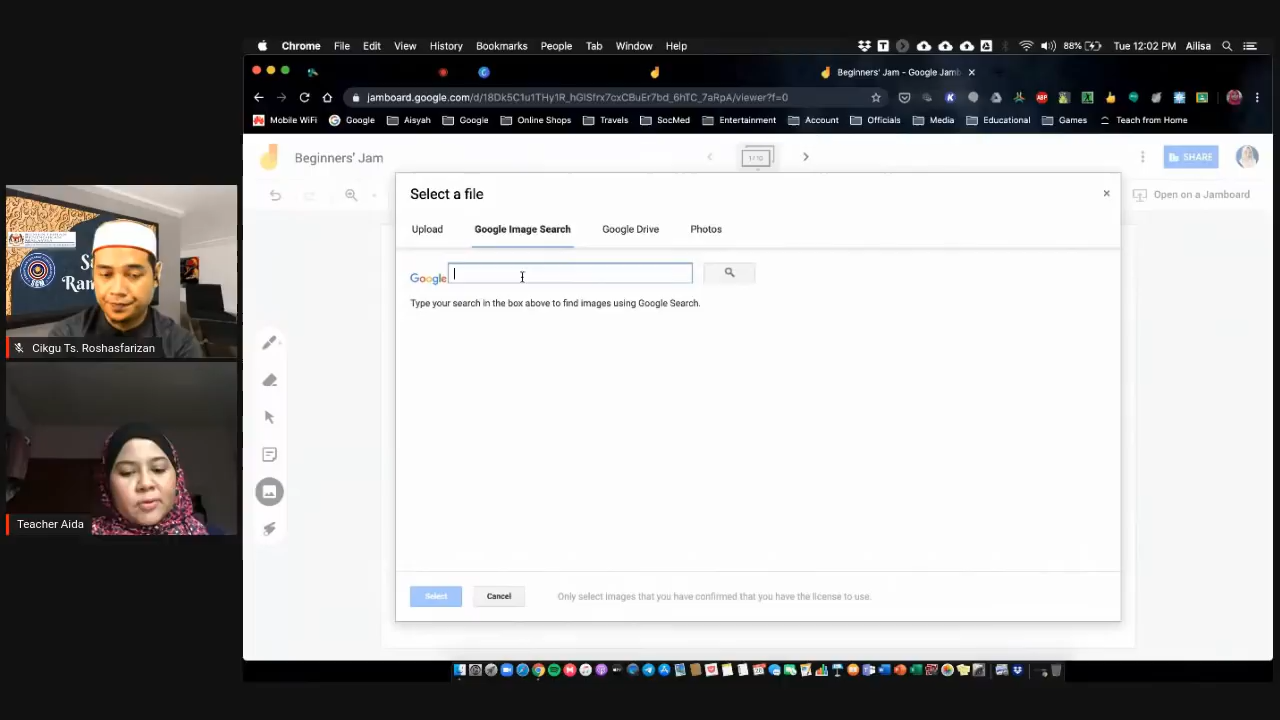 Chrome File Edit View History Bookmarks People Tab Window Help
88% Tue 12:02 PM Ailisa
Beginners' Jam - Google Jamb
jamboard.google.com/d/18Dk5C1u1THy1R_hGlSfrx7cxCBuEr7bd_6hTC_7aRpA/viewer?f=0
Mobile WiFi Google Aisyah Google Online Shops Travels SocMed Entertainment Account Officials Media Educational Games Teach from Home
Beginners' Jam
1/10
SHARE
Open on a Jamboard
Select a file
Upload Google Image Search Google Drive Photos
Google
Type your search in the box above to find images using Google Search.
Select Cancel Only select images that you have confirmed that you have the license to use.
Cikgu Ts. Roshasfarizan
Teacher Aida